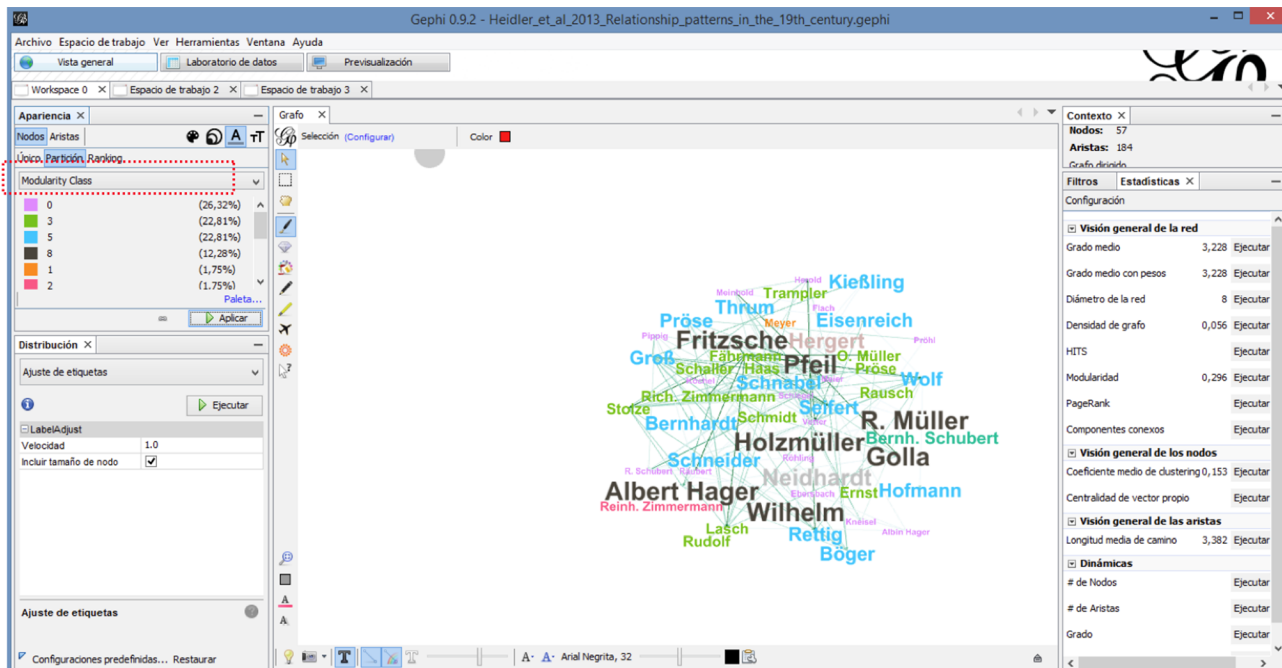 Gephi 0.9.2 - Heidler_et_al_2013_Relationship_patterns_in_the_19th_century.gephi
Archivo Espacio de trabajo Ver Herramientas Ventana Ayuda
Vista general Laboratorio de datos Previsualización
Workspace 0 Espacio de trabajo 2 Espacio de trabajo 3
Apariencia
Nodos Aristas
Único Partición Ranking
Modularity Class
0 (26,32%)
3 (22,81%)
5 (22,81%)
8 (12,28%)
1 (1,75%)
2 (1,75%)
Paleta...
Aplicar
Distribución
Ajuste de etiquetas
Ejecutar
LabelAdjust
Velocidad 1.0
Incluir tamaño de nodo
Ajuste de etiquetas
Configuraciones predefinidas... Restaurar
Grafo
Selección (Configurar) Color
Herold Kießling
Meinhold Trampler
Thrum Flach
Pröse Meyer Eisenreich
Pippig Fritzsche Hergert Pröhl
Groß Fährmann Pfeil O. Müller
Schaller Haas Pröse
Schnabel Wolf
Rich. Zimmermann Rausch
Stolze Seifert
Bernhardt Schmidt R. Müller
Holzmüller Bernh. Schubert
Schneider Röhling Golla
R. Schubert Räubert Neidhardt
Albert Hager Ebersbach Ernst Hofmann
Reinh. Zimmermann Wilhelm
Lasch Kneisel
Rudolf Rettig Albin Hager
Böger
Arial Negrita, 32
Contexto
Nodos: 57
Aristas: 184
Grafo dirigido
Filtros Estadísticas
Configuración
Visión general de la red
Grado medio 3,228 Ejecutar
Grado medio con pesos 3,228 Ejecutar
Diámetro de la red 8 Ejecutar
Densidad de grafo 0,056 Ejecutar
HITS Ejecutar
Modularidad 0,296 Ejecutar
PageRank Ejecutar
Componentes conexos Ejecutar
Visión general de los nodos
Coeficiente medio de clustering 0,153 Ejecutar
Centralidad de vector propio Ejecutar
Visión general de las aristas
Longitud media de camino 3,382 Ejecutar
Dinámicas
# de Nodos Ejecutar
# de Aristas Ejecutar
Grado Ejecutar